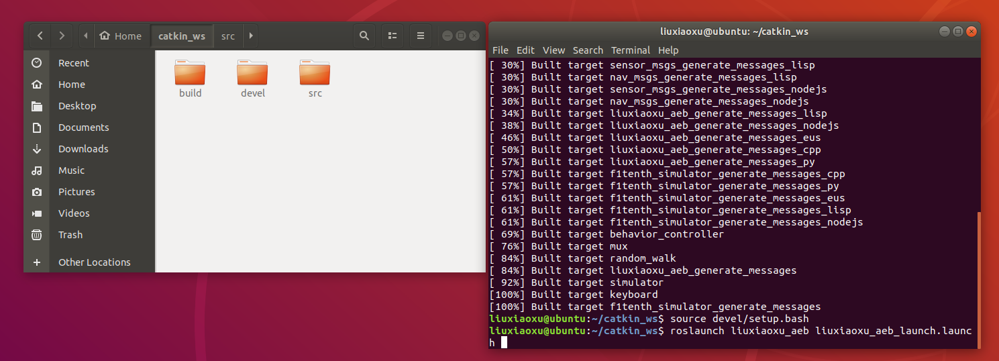 Home
catkin_ws
src
Recent
Home
Desktop
Documents
Downloads
Music
Pictures
Videos
Trash
Other Locations
build
devel
src
liuxiaoxu@ubuntu: ~/catkin_ws
File Edit View Search Terminal Help
[ 30%] Built target sensor_msgs_generate_messages_lisp
[ 30%] Built target nav_msgs_generate_messages_lisp
[ 30%] Built target sensor_msgs_generate_messages_nodejs
[ 30%] Built target nav_msgs_generate_messages_nodejs
[ 34%] Built target liuxiaoxu_aeb_generate_messages_lisp
[ 38%] Built target liuxiaoxu_aeb_generate_messages_nodejs
[ 46%] Built target liuxiaoxu_aeb_generate_messages_eus
[ 50%] Built target liuxiaoxu_aeb_generate_messages_cpp
[ 57%] Built target liuxiaoxu_aeb_generate_messages_py
[ 57%] Built target f1tenth_simulator_generate_messages_cpp
[ 57%] Built target f1tenth_simulator_generate_messages_py
[ 61%] Built target f1tenth_simulator_generate_messages_eus
[ 61%] Built target f1tenth_simulator_generate_messages_lisp
[ 61%] Built target f1tenth_simulator_generate_messages_nodejs
[ 69%] Built target behavior_controller
[ 76%] Built target mux
[ 84%] Built target random_walk
[ 84%] Built target liuxiaoxu_aeb_generate_messages
[ 92%] Built target simulator
[100%] Built target keyboard
[100%] Built target f1tenth_simulator_generate_messages
liuxiaoxu@ubuntu:~/catkin_ws$ source devel/setup.bash
liuxiaoxu@ubuntu:~/catkin_ws$ roslaunch liuxiaoxu_aeb liuxiaoxu_aeb_launch.launc
h